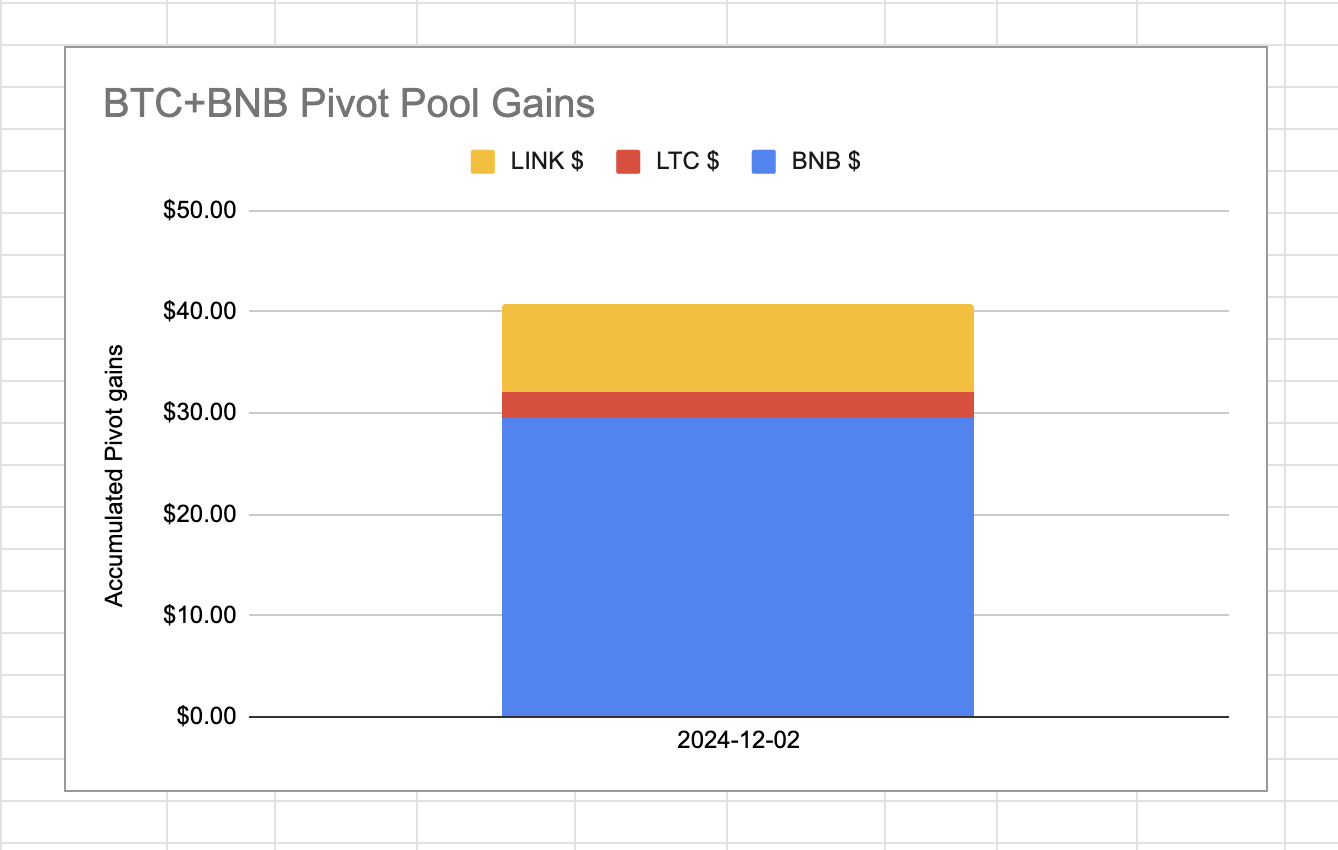 BTC+BNB Pivot Pool Gains
LINK $ LTC $ BNB $
$50.00
$40.00
$30.00
$20.00
$10.00
$0.00
Accumulated Pivot gains
2024-12-02